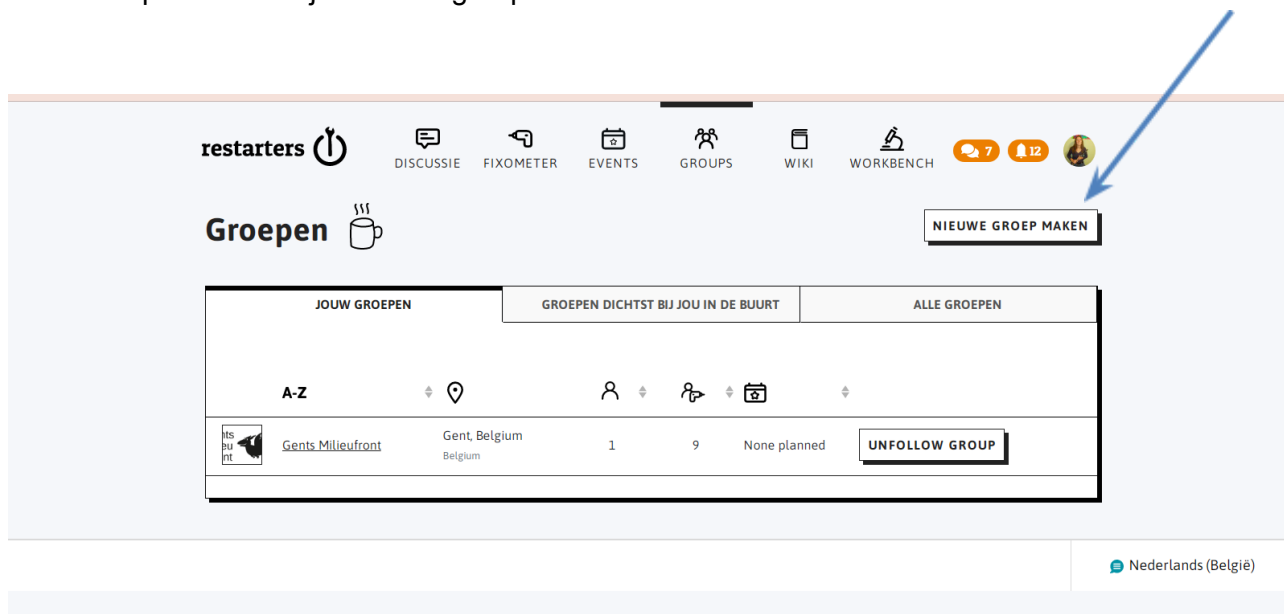 restarters
DISCUSSIE FIXOMETER EVENTS GROUPS WIKI WORKBENCH 7 12
Groepen
NIEUWE GROEP MAKEN
JOUW GROEPEN GROEPEN DICHTST BIJ JOU IN DE BUURT ALLE GROEPEN
A-Z
Gents Milieufront Gent, Belgium 1 9 None planned UNFOLLOW GROUP
Belgium
Nederlands (België)